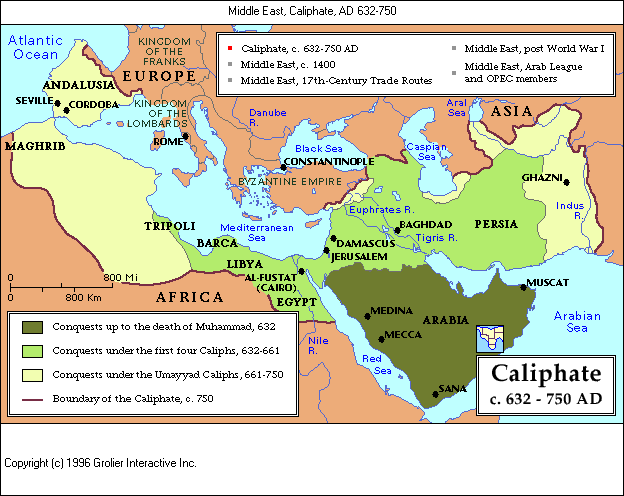 Middle East, Caliphate, AD 632-750
Atlantic
Ocean
KINGDOM
OF THE
FRANKS
EUROPE
Caliphate, c. 632-750 AD
Middle East, c. 1400
Middle East, 17th-Century Trade Routes
Middle East, post World War I
Middle East, Arab League
and OPEC members
ANDALUSIA
SEVILLE
CORDOBA
KINGDOM
OF THE
LOMBARDS
Danube
R.
Aral
Sea
ASIA
MAGHRIB
ROME
Black Sea
Caspian
Sea
CONSTANTINOPLE
BYZANTINE EMPIRE
GHAZNI
Indus
R.
Euphrates R.
TRIPOLI
Mediterranean
Sea
BAGHDAD
PERSIA
BARCA
DAMASCUS
Tigris R.
JERUSALEM
LIBYA
AL-FUSTAT
(CAIRO)
0 800 Mi
0 800 Km
AFRICA
EGYPT
MUSCAT
MEDINA
ARABIA
Arabian
Sea
MECCA
Nile
R.
Red
Sea
SANA
Conquests up to the death of Muhammad, 632
Conquests under the first four Caliphs, 632-661
Conquests under the Umayyad Caliphs, 661-750
Boundary of the Caliphate, c. 750
Caliphate
c. 632 - 750 AD
Copyright (c) 1996 Grolier Interactive Inc.